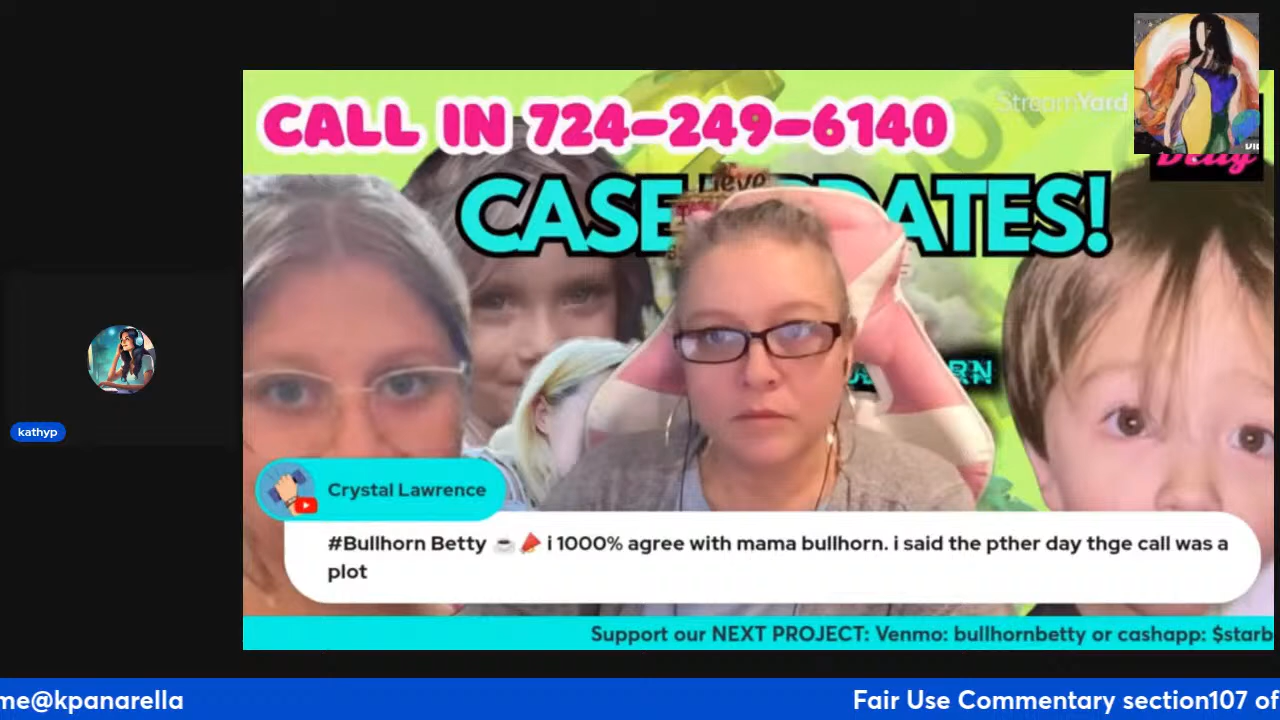 CALL IN 724-249-6140
StreamYard
CASE UPDATES!
Betty
kathyp
Crystal Lawrence
#Bullhorn Betty ☕📣 i 1000% agree with mama bullhorn. i said the pther day thge call was a
plot
Support our NEXT PROJECT: Venmo: bullhornbetty or cashapp: $starb
me@kpanarella
Fair Use Commentary section107 of